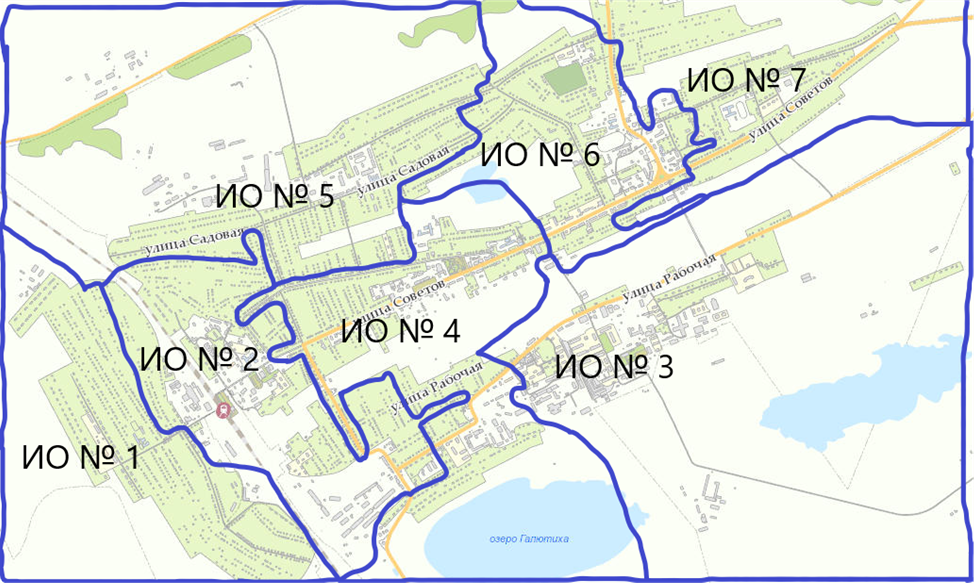 ИО № 7
улица Советов
ИО № 6
улица Садовая
ИО № 5
улица Садовая
улица Рабочая
улица Советов
ИО № 4
ИО № 2
ИО № 3
улица Рабочая
ИО № 1
озеро Галютиха